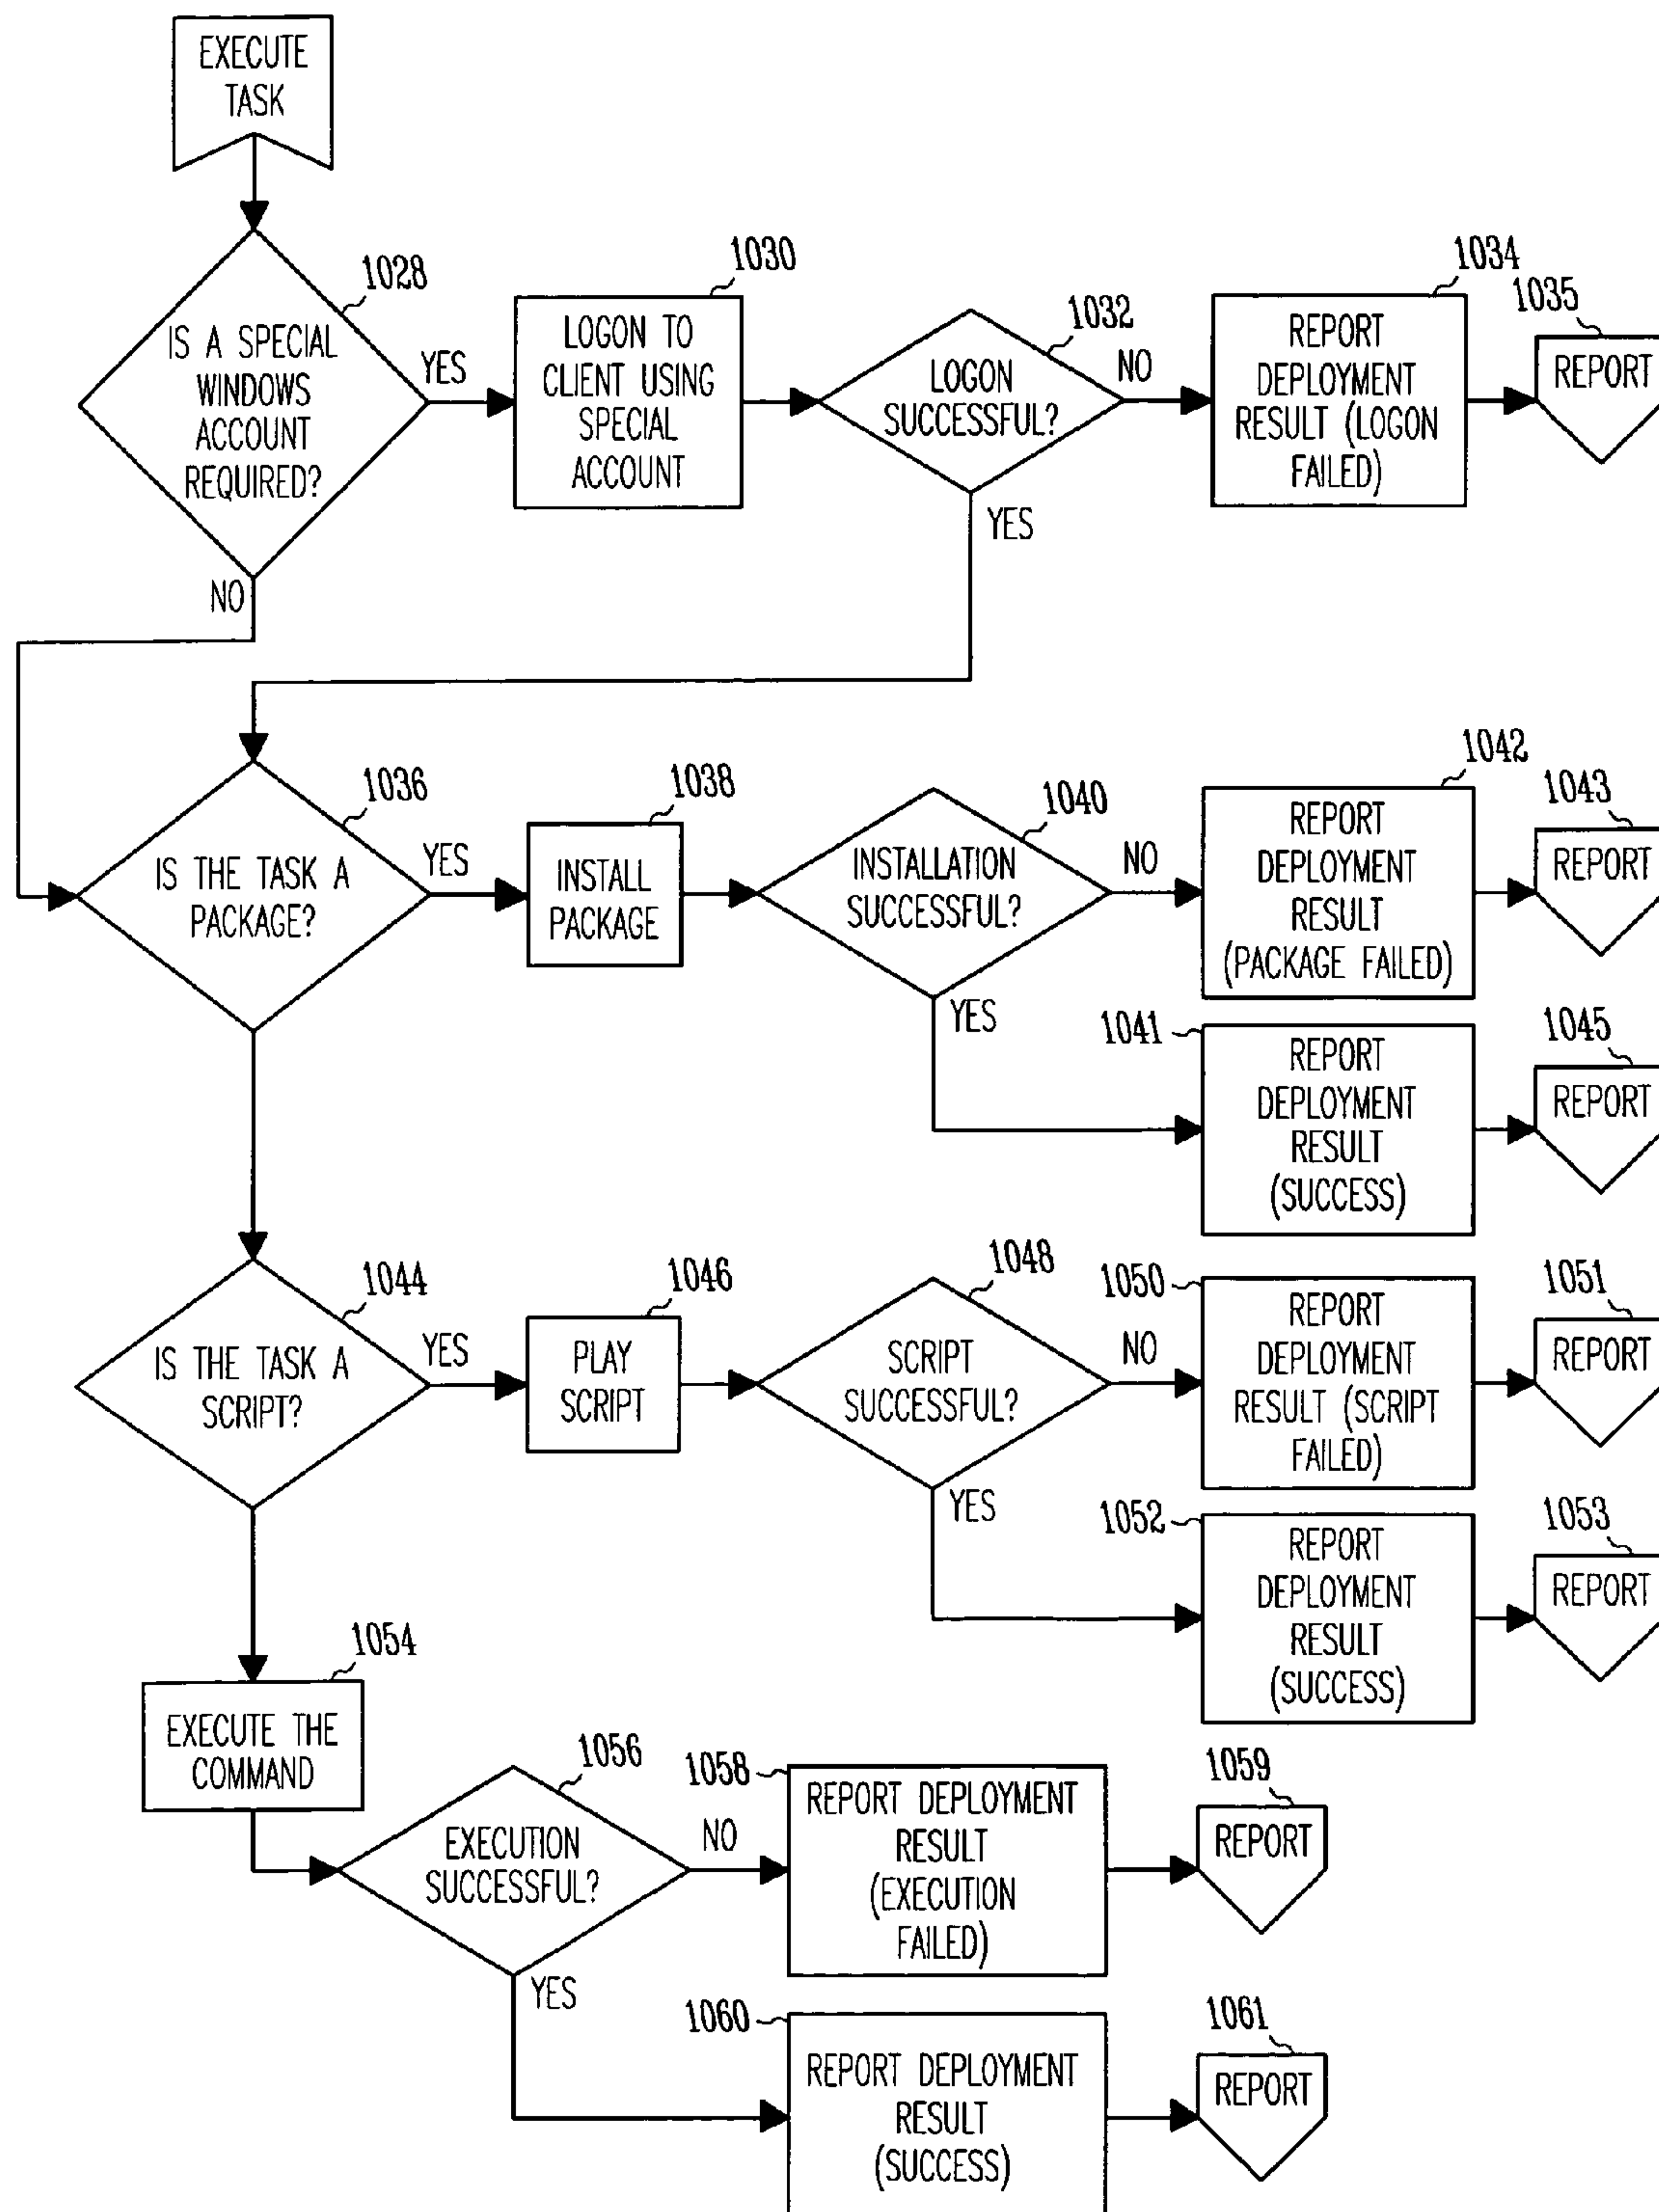 EXECUTE
TASK
1028
IS A SPECIAL
WINDOWS
ACCOUNT
REQUIRED?
YES
NO
1030
LOGON TO
CLIENT USING
SPECIAL
ACCOUNT
1032
LOGON
SUCCESSFUL?
NO
YES
1034
REPORT
DEPLOYMENT
RESULT (LOGON
FAILED)
1035
REPORT
1036
IS THE TASK A
PACKAGE?
YES
1038
INSTALL
PACKAGE
1040
INSTALLATION
SUCCESSFUL?
NO
YES
1042
REPORT
DEPLOYMENT
RESULT
(PACKAGE FAILED)
1043
REPORT
1041
REPORT
DEPLOYMENT
RESULT
(SUCCESS)
1045
REPORT
1044
IS THE TASK A
SCRIPT?
YES
1046
PLAY
SCRIPT
1048
SCRIPT
SUCCESSFUL?
NO
YES
1050
REPORT
DEPLOYMENT
RESULT (SCRIPT
FAILED)
1051
REPORT
1052
REPORT
DEPLOYMENT
RESULT
(SUCCESS)
1053
REPORT
1054
EXECUTE THE
COMMAND
1056
EXECUTION
SUCCESSFUL?
NO
YES
1058
REPORT DEPLOYMENT
RESULT
(EXECUTION
FAILED)
1059
REPORT
1060
REPORT DEPLOYMENT
RESULT
(SUCCESS)
1061
REPORT